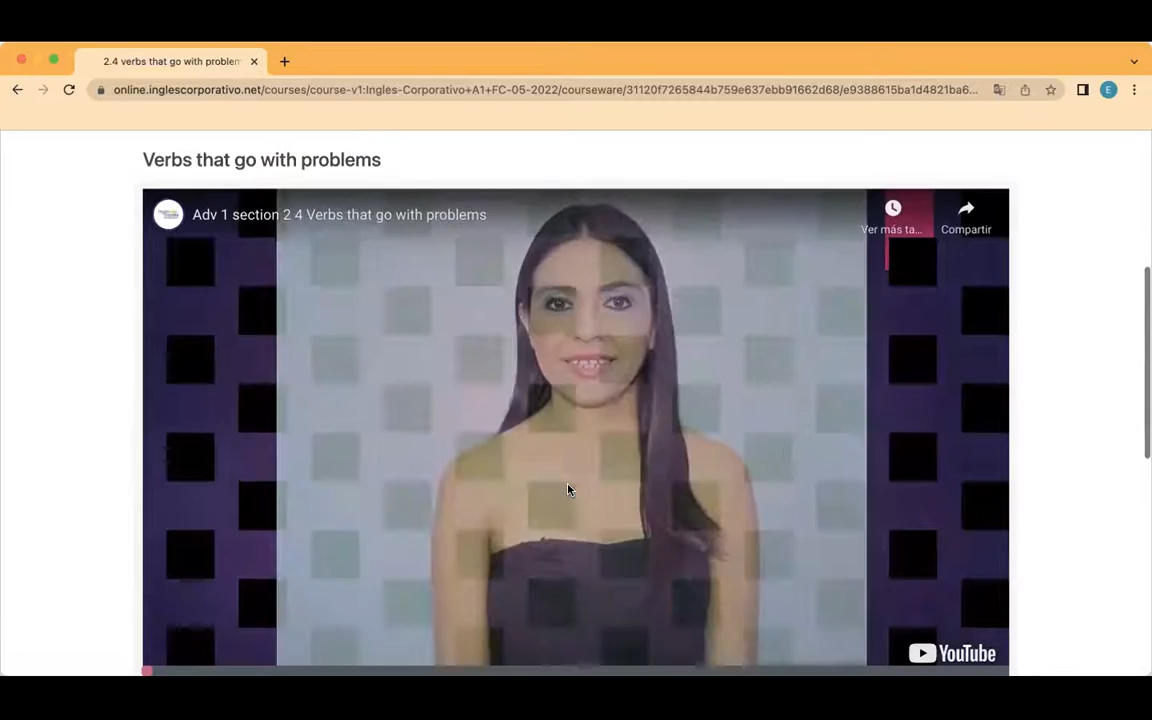 2.4 verbs that go with problem
online.inglescorporativo.net/courses/course-v1:Ingles-Corporativo+A1+FC-05-2022/courseware/31120f7265844b759e637ebb91662d68/e9388615ba1d4821ba6...
E
Verbs that go with problems
Adv 1 section 2 4 Verbs that go with problems
Ver más ta...
Compartir
YouTube